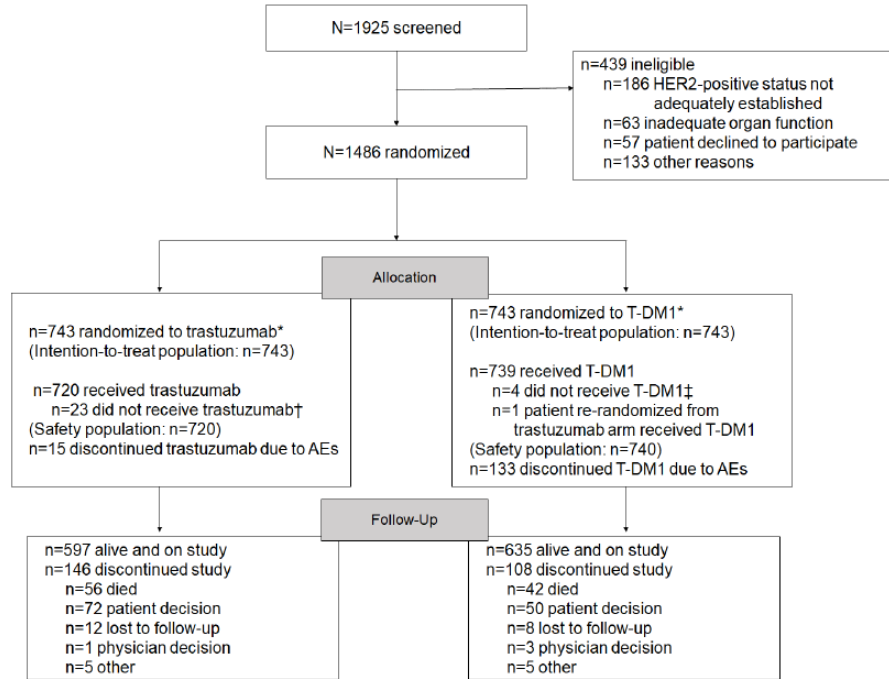 N=1925 screened
n=439 ineligible
n=186 HER2-positive status not
adequately established
n=63 inadequate organ function
n=57 patient declined to participate
n=133 other reasons
N=1486 randomized
Allocation
n=743 randomized to trastuzumab*
(Intention-to-treat population: n=743)
n=720 received trastuzumab
n=23 did not receive trastuzumab†
(Safety population: n=720)
n=15 discontinued trastuzumab due to AEs
n=743 randomized to T-DM1*
(Intention-to-treat population: n=743)
n=739 received T-DM1
n=4 did not receive T-DM1‡
n=1 patient re-randomized from
trastuzumab arm received T-DM1
(Safety population: n=740)
n=133 discontinued T-DM1 due to AEs
Follow-Up
n=597 alive and on study
n=146 discontinued study
n=56 died
n=72 patient decision
n=12 lost to follow-up
n=1 physician decision
n=5 other
n=635 alive and on study
n=108 discontinued study
n=42 died
n=50 patient decision
n=8 lost to follow-up
n=3 physician decision
n=5 other